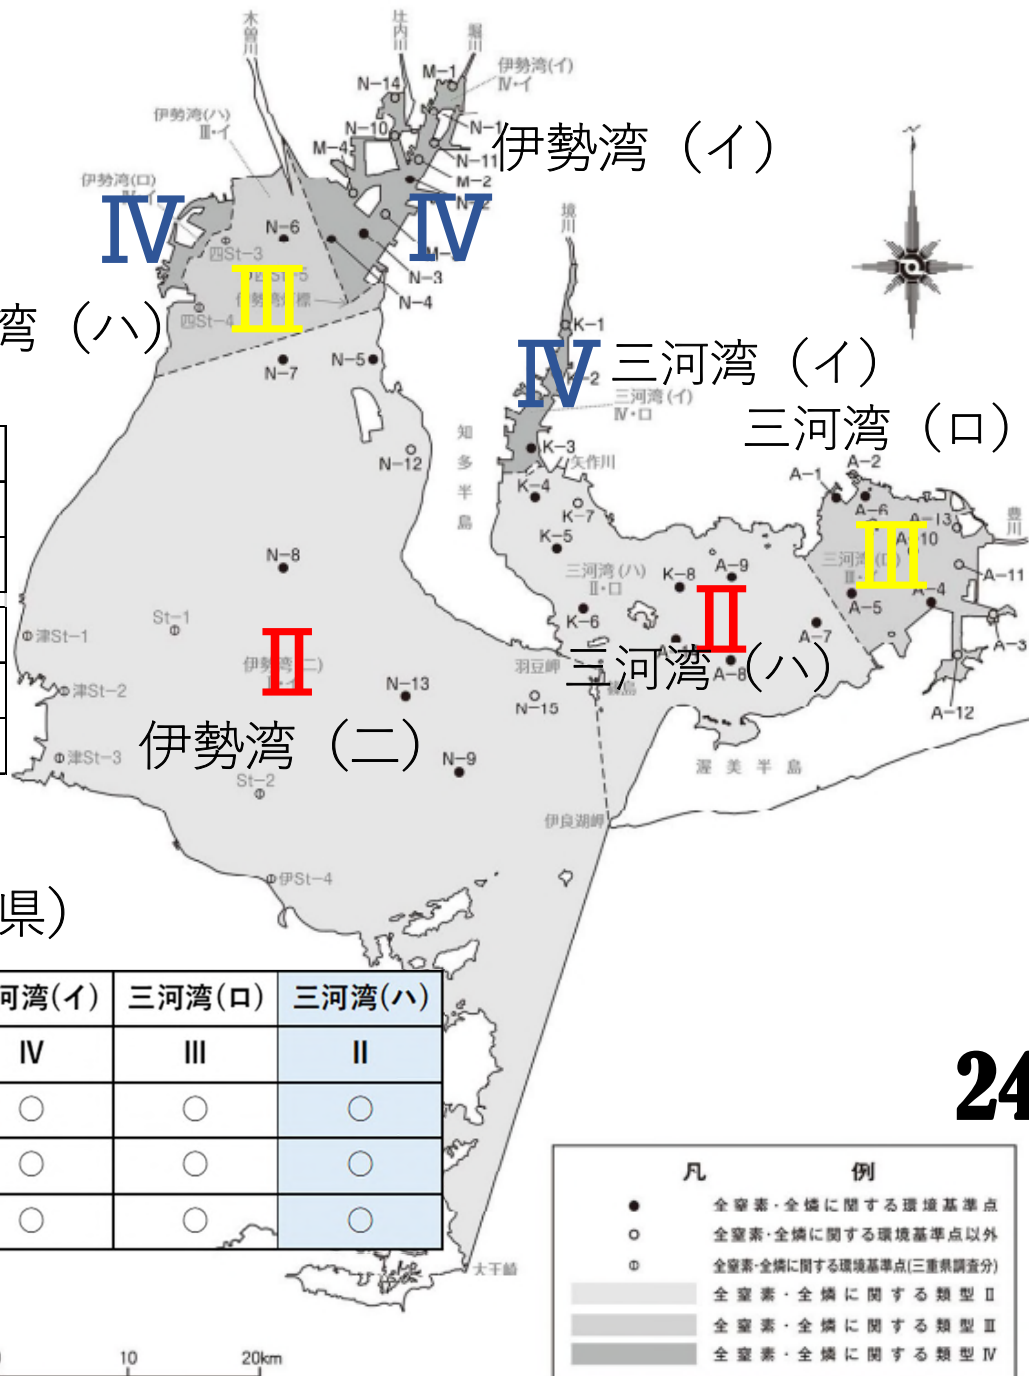 木曽川
庄内川
堀川
伊勢湾(イ)
Ⅳ・イ
M-1
N-14
伊勢湾(ハ)
Ⅲ・イ
N-10
N-1
伊勢湾（イ）
M-4
N-11
M-2
伊勢湾(ロ)
Ⅳ
Ⅳ
N-6
四St-3
N-3
Ⅲ
N-4
四St-4
湾（ハ）
境川
K-1
Ⅳ
K-2
三河湾（イ）
三河湾(イ)
Ⅳ・ロ
三河湾（ロ）
N-7
N-5
知多半島
N-12
K-3
矢作川
K-4
K-7
K-5
A-1
A-2
A-6
A-13
A-10
豊川
Ⅲ
A-11
A-4
A-5
A-3
A-12
N-8
三河湾(ハ)
Ⅱ・ロ
K-8
A-9
K-6
Ⅱ
A-7
A-8
三河湾（ハ）
St-1
津St-1
Ⅱ
羽豆岬
篠島
津St-2
N-13
N-15
伊勢湾（二）
津St-3
St-2
N-9
渥美半島
伊良湖岬
伊St-4
県）
河湾(イ) 三河湾(ロ) 三河湾(ハ)
IV III II
○ ○ ○
○ ○ ○
○ ○ ○
24
大王崎
凡 例
全窒素・全燐に関する環境基準点
全窒素・全燐に関する環境基準点以外
全窒素・全燐に関する環境基準点(三重県調査分)
全窒素・全燐に関する類型Ⅱ
全窒素・全燐に関する類型Ⅲ
全窒素・全燐に関する類型Ⅳ
10 20km